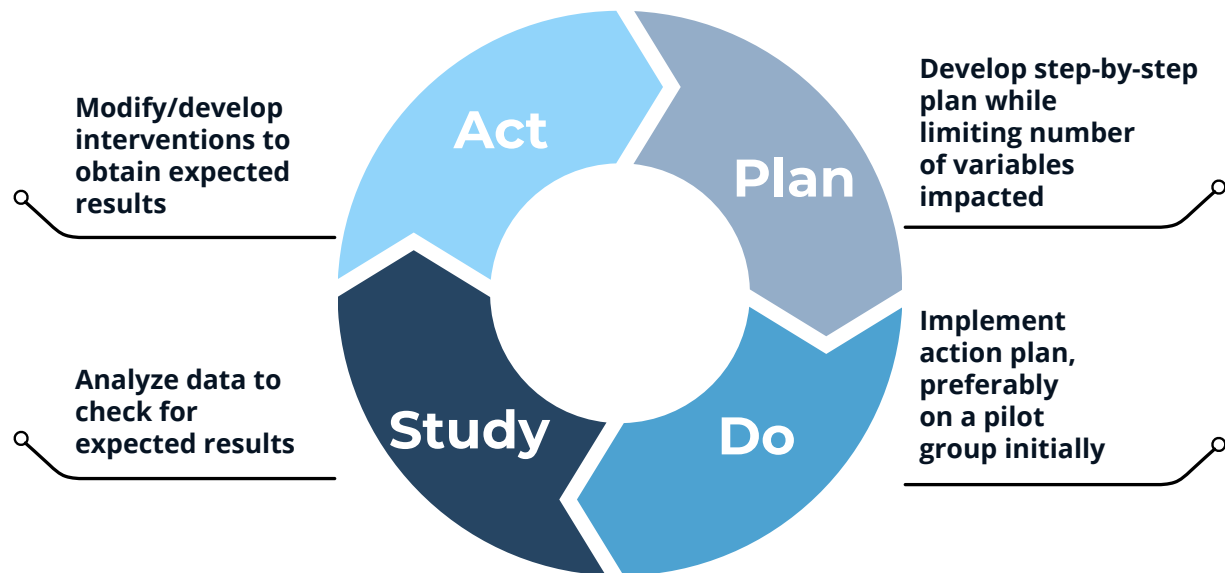 Act
Plan
Do
Study
Modify/develop
interventions to
obtain expected
results
Develop step-by-step
plan while
limiting number
of variables
impacted
Analyze data to
check for
expected results
Implement
action plan,
preferably
on a pilot
group initially